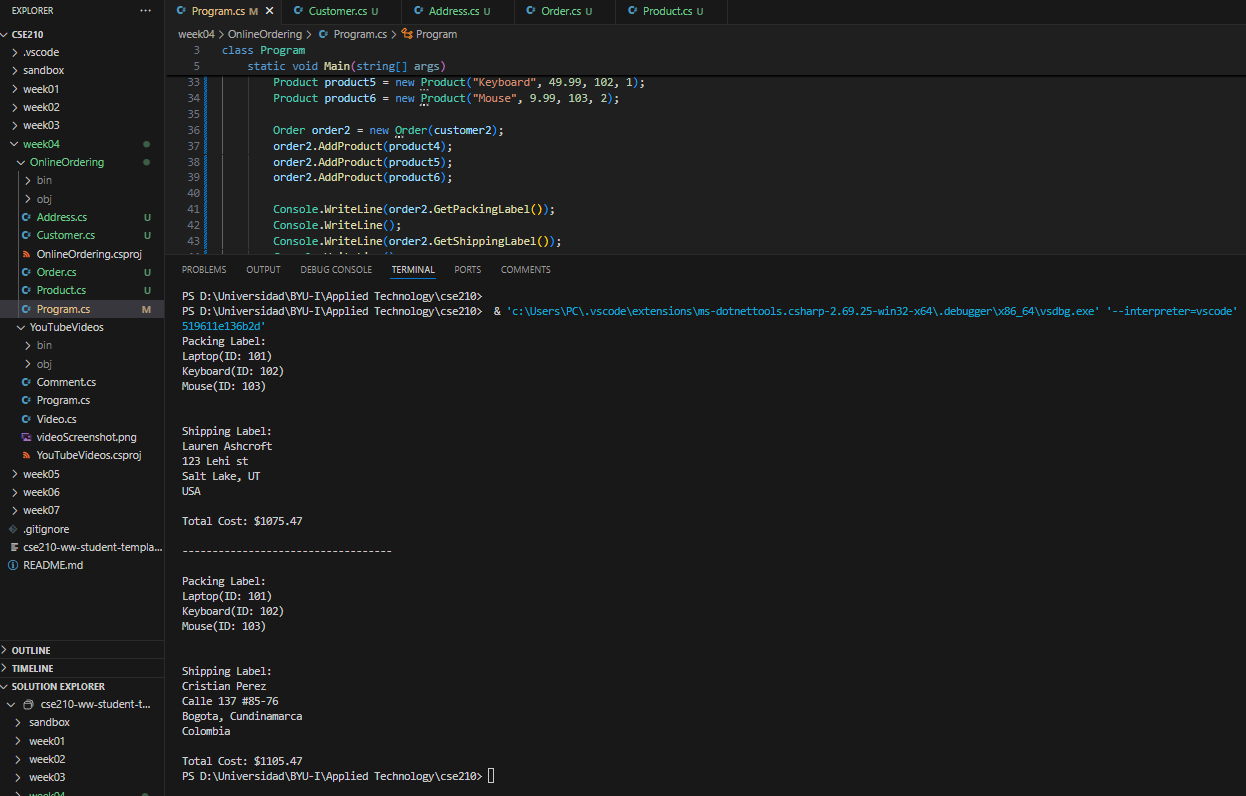 EXPLORER
...
CSE210
.vscode
sandbox
week01
week02
week03
week04
OnlineOrdering
bin
obj
Address.cs U
Customer.cs U
OnlineOrdering.csproj
Order.cs U
Product.cs U
Program.cs M
YouTubeVideos
bin
obj
Comment.cs
Program.cs
Video.cs
videoScreenshot.png
YouTubeVideos.csproj
week05
week06
week07
.gitignore
cse210-ww-student-templa...
README.md
OUTLINE
TIMELINE
SOLUTION EXPLORER
cse210-ww-student-t...
sandbox
week01
week02
week03
week04
Program.cs M Customer.cs U Address.cs U Order.cs U Product.cs U
week04 > OnlineOrdering > Program.cs > Program
3 class Program
5 static void Main(string[] args)
33 Product product5 = new Product("Keyboard", 49.99, 102, 1);
34 Product product6 = new Product("Mouse", 9.99, 103, 2);
35
36 Order order2 = new Order(customer2);
37 order2.AddProduct(product4);
38 order2.AddProduct(product5);
39 order2.AddProduct(product6);
40
41 Console.WriteLine(order2.GetPackingLabel());
42 Console.WriteLine();
43 Console.WriteLine(order2.GetShippingLabel());
PROBLEMS OUTPUT DEBUG CONSOLE TERMINAL PORTS COMMENTS
PS D:\Universidad\BYU-I\Applied Technology\cse210>
PS D:\Universidad\BYU-I\Applied Technology\cse210> & 'c:\Users\PC\.vscode\extensions\ms-dotnettools.csharp-2.69.25-win32-x64\.debugger\x86_64\vsdbg.exe' '--interpreter=vscode'
519611e136b2d'
Packing Label:
Laptop(ID: 101)
Keyboard(ID: 102)
Mouse(ID: 103)
Shipping Label:
Lauren Ashcroft
123 Lehi st
Salt Lake, UT
USA
Total Cost: $1075.47
-----------------------------------
Packing Label:
Laptop(ID: 101)
Keyboard(ID: 102)
Mouse(ID: 103)
Shipping Label:
Cristian Perez
Calle 137 #85-76
Bogota, Cundinamarca
Colombia
Total Cost: $1105.47
PS D:\Universidad\BYU-I\Applied Technology\cse210>